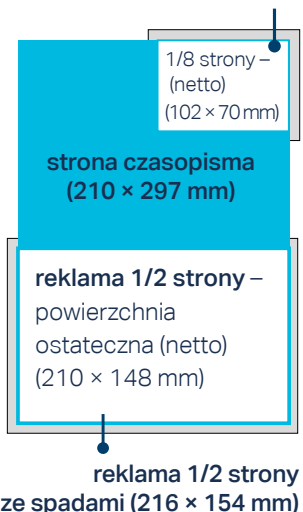 1/8 strony –
(netto)
(102 × 70 mm)
strona czasopisma
(210 × 297 mm)
reklama 1/2 strony –
powierzchnia
ostateczna (netto)
(210 × 148 mm)
reklama 1/2 strony
ze spadami (216 × 154 mm)